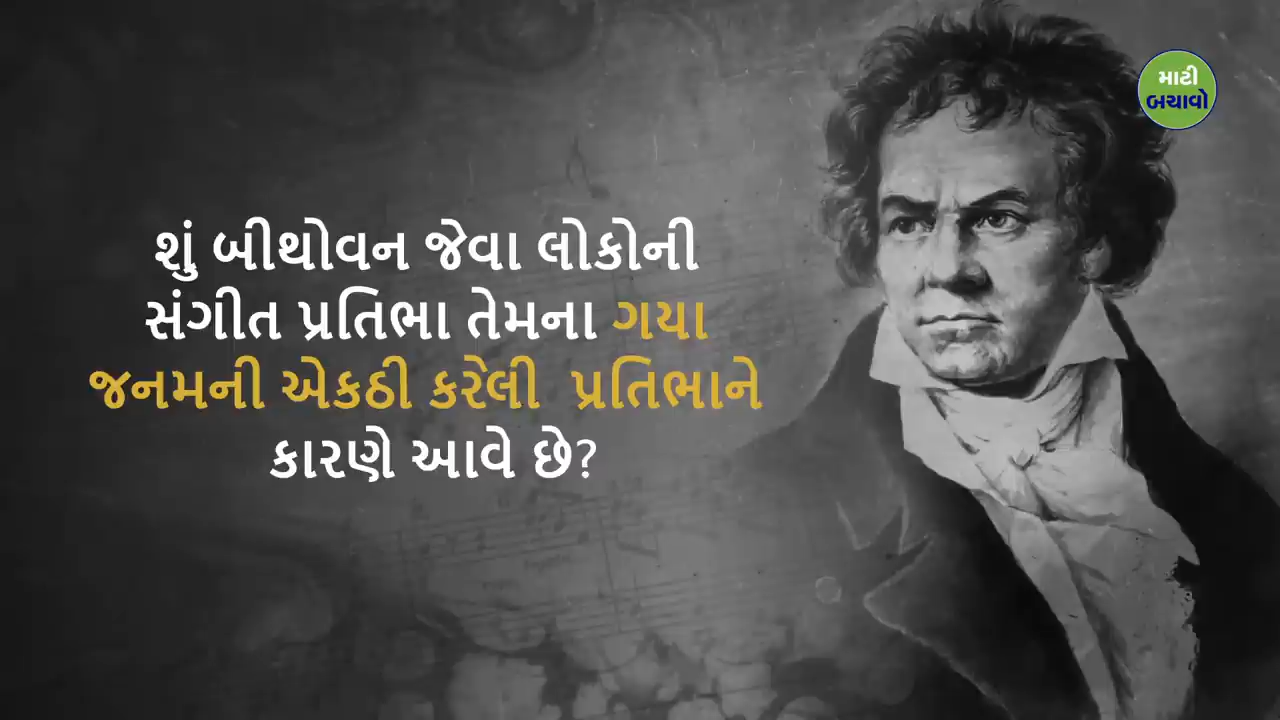 માટી
બચાવો
શું બીથોવન જેવા લોકોની
સંગીત પ્રતિભા તેમના ગયા
જનમની એકઠી કરેલી પ્રતિભાને
કારણે આવે છે?